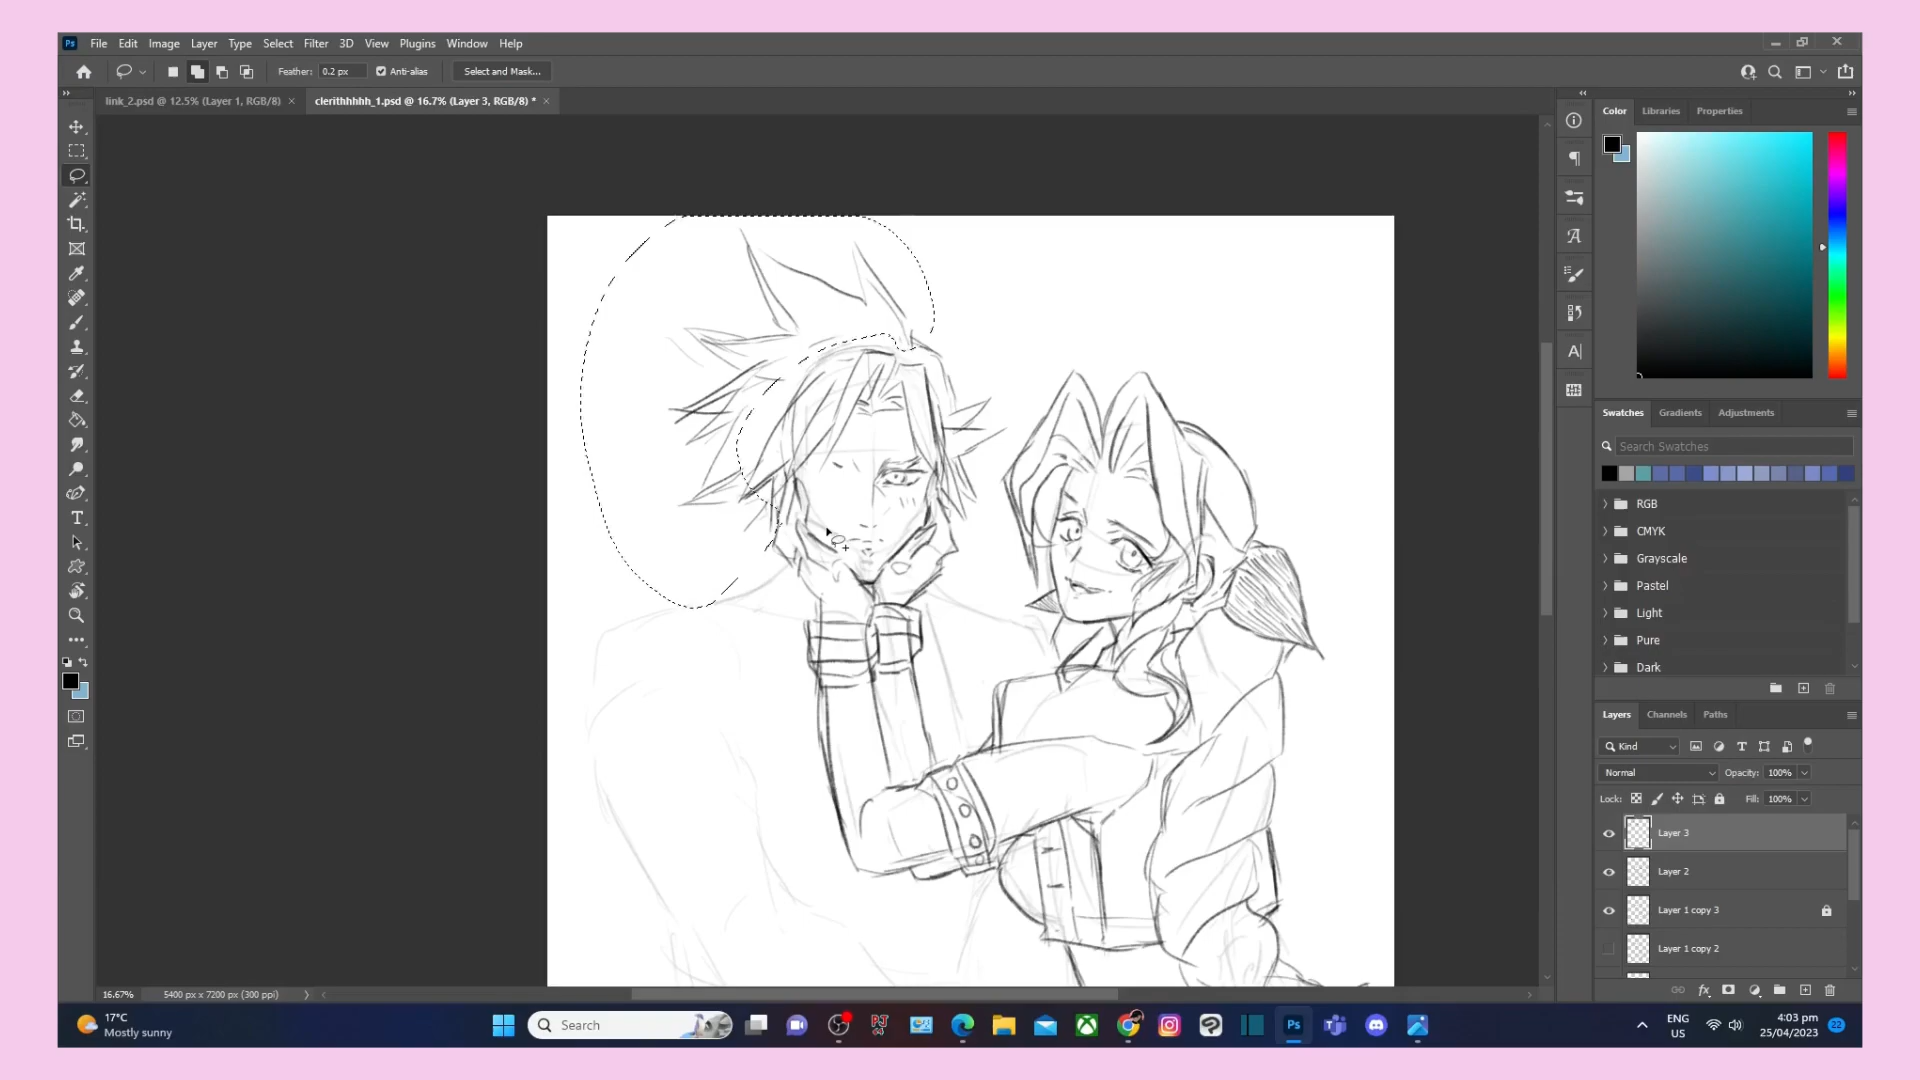 Ps File Edit Image Layer Type Select Filter 3D View Plugins Window Help
Feather: 0.2 px Anti-alias Select and Mask...
link_2.psd @ 12.5% (Layer 1, RGB/8) × clerithhhhh_1.psd @ 16.7% (Layer 3, RGB/8) * ×
Color Libraries Properties
Swatches Gradients Adjustments
Search Swatches
RGB
CMYK
Grayscale
Pastel
Light
Pure
Dark
Layers Channels Paths
Kind
Normal Opacity: 100%
Lock: Fill: 100%
Layer 3
Layer 2
Layer 1 copy 3
Layer 1 copy 2
16.67% 5400 px x 7200 px (300 ppi)
17°C
Mostly sunny
Search
Ps
ENG
US
4:03 pm
25/04/2023
22